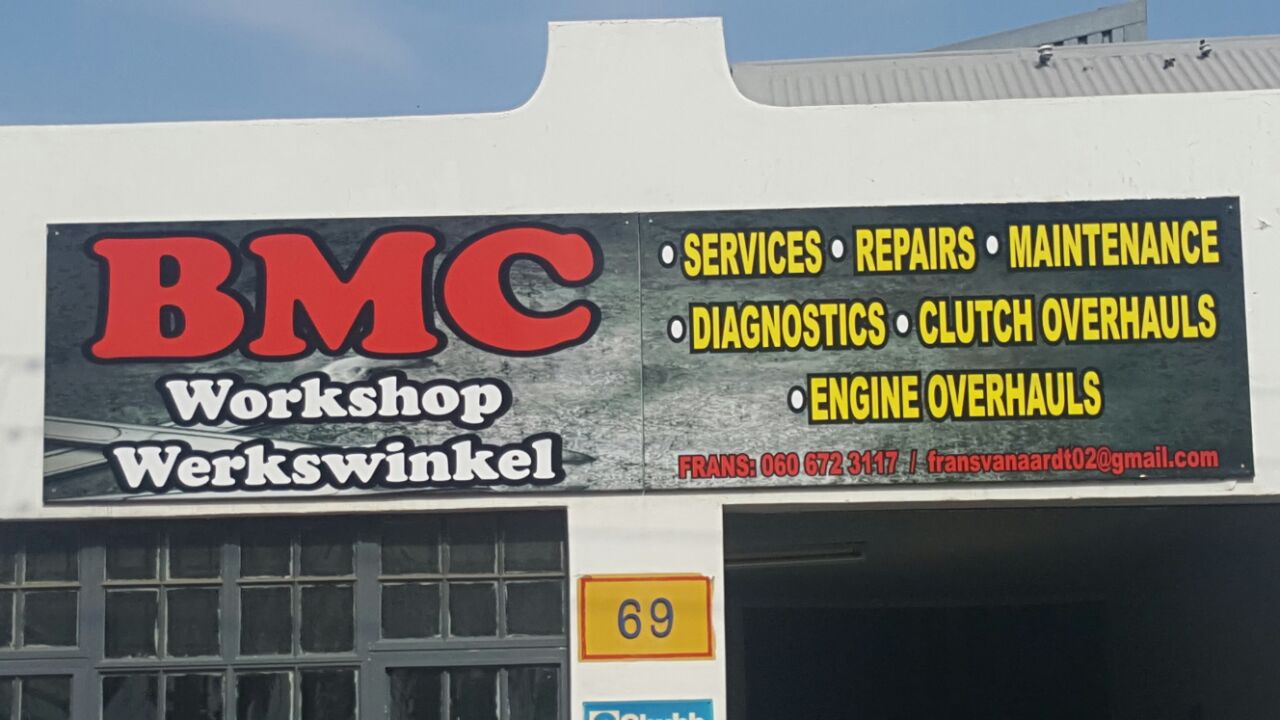 BMC
Workshop
Werkswinkel
• SERVICES • REPAIRS • MAINTENANCE
• DIAGNOSTICS • CLUTCH OVERHAULS
• ENGINE OVERHAULS
FRANS: 060 672 3117 / fransvanaardt02@gmail.com
69
Chubb